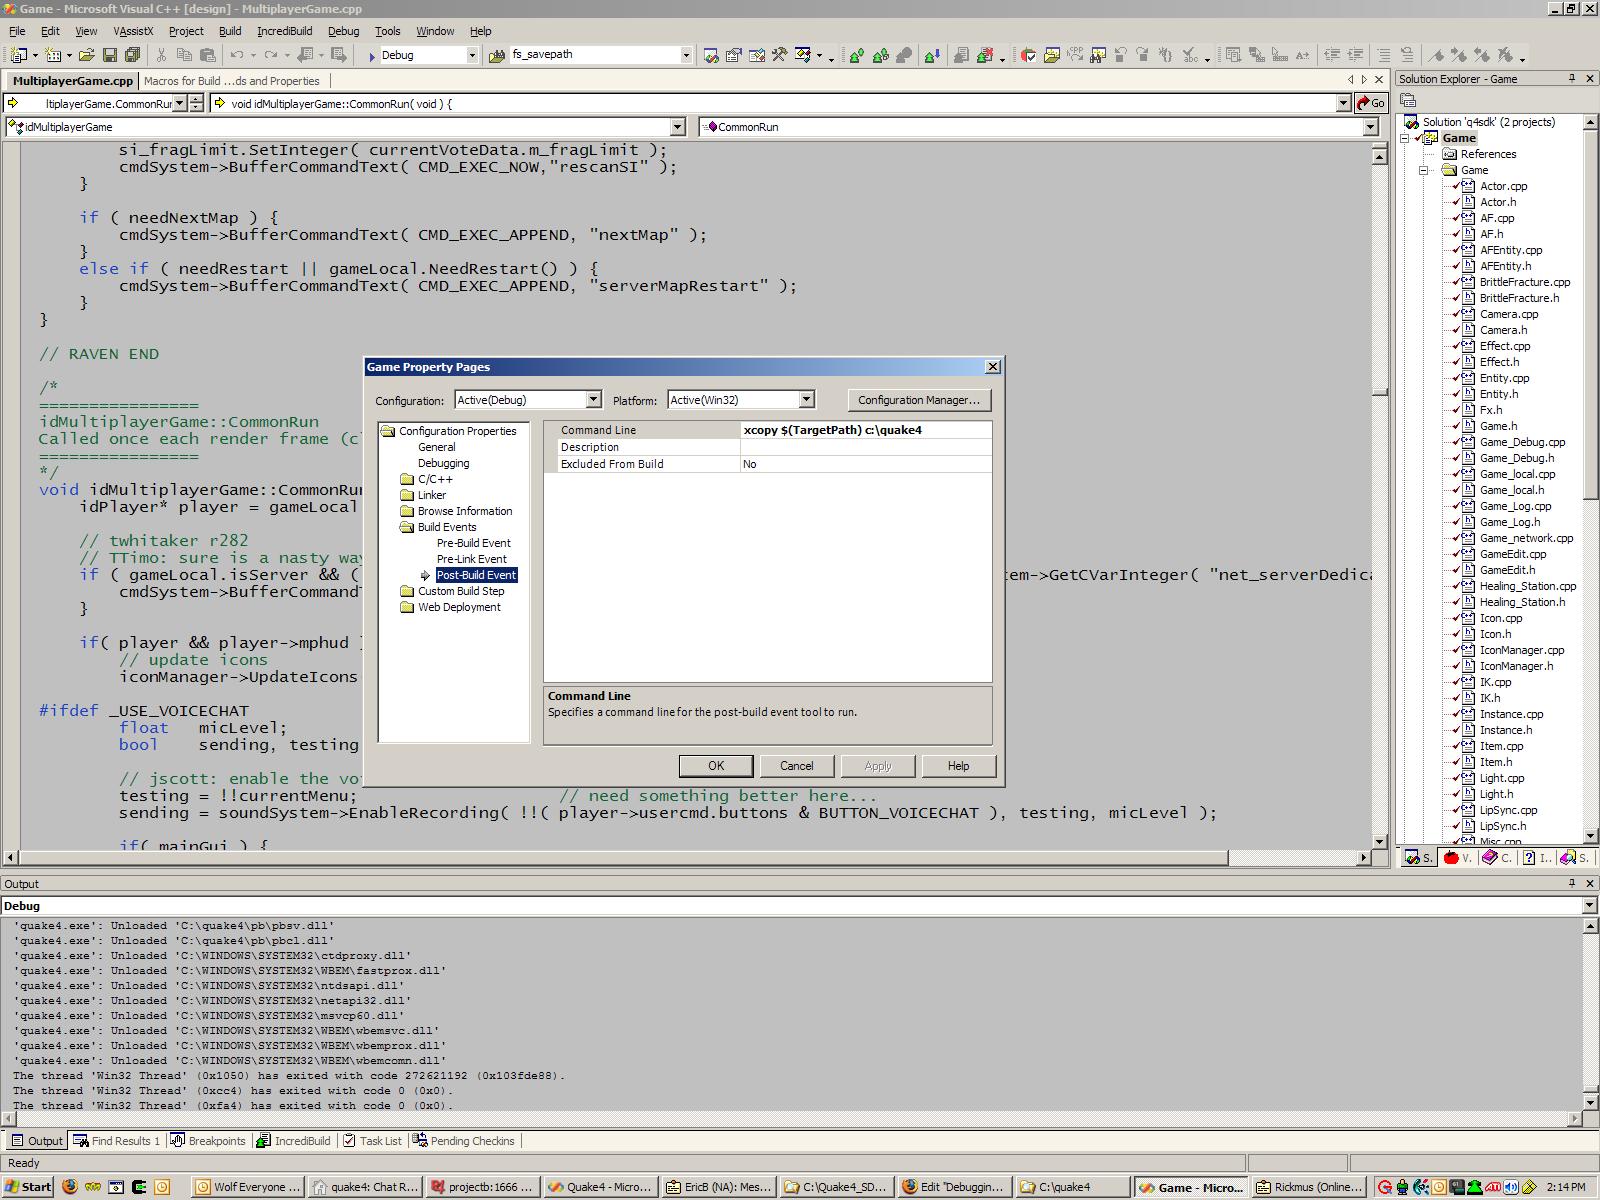 Game - Microsoft Visual C++ [design] - MultiplayerGame.cpp
File Edit View VAssistX Project Build IncrediBuild Debug Tools Window Help
Debug fs_savepath
MultiplayerGame.cpp Macros for Build ...ds and Properties
ltiplayerGame.CommonRur void idMultiplayerGame::CommonRun( void ) { Go
idMultiplayerGame CommonRun
si_fragLimit.SetInteger( currentVoteData.m_fragLimit );
cmdSystem->BufferCommandText( CMD_EXEC_NOW,"rescanSI" );
}
if ( needNextMap ) {
cmdSystem->BufferCommandText( CMD_EXEC_APPEND, "nextMap" );
}
else if ( needRestart || gameLocal.NeedRestart() ) {
cmdSystem->BufferCommandText( CMD_EXEC_APPEND, "serverMapRestart" );
}
}
// RAVEN END
/*
================
idMultiplayerGame::CommonRun
Called once each render frame (cl
================
*/
void idMultiplayerGame::CommonRun
idPlayer* player = gameLocal
// twhitaker r282
// TTimo: sure is a nasty way
if ( gameLocal.isServer && ( tem->GetCVarInteger( "net_serverDedica
cmdSystem->BufferCommandT
}
if( player && player->mphud )
// update icons
iconManager->UpdateIcons
#ifdef _USE_VOICECHAT
float micLevel;
bool sending, testing
// jscott: enable the vo
testing = !!currentMenu; // need something better here...
sending = soundSystem->EnableRecording( !!( player->usercmd.buttons & BUTTON_VOICECHAT ), testing, micLevel );
if( mainGui ) {
Game Property Pages
Configuration: Active(Debug) Platform: Active(Win32) Configuration Manager...
Configuration Properties
General
Debugging
C/C++
Linker
Browse Information
Build Events
Pre-Build Event
Pre-Link Event
Post-Build Event
Custom Build Step
Web Deployment
Command Line xcopy $(TargetPath) c:\quake4
Description
Excluded From Build No
Command Line
Specifies a command line for the post-build event tool to run.
OK Cancel Apply Help
Solution Explorer - Game
Solution 'q4sdk' (2 projects)
Game
References
Game
Actor.cpp
Actor.h
AF.cpp
AF.h
AFEntity.cpp
AFEntity.h
BrittleFracture.cpp
BrittleFracture.h
Camera.cpp
Camera.h
Effect.cpp
Effect.h
Entity.cpp
Entity.h
Fx.h
Game.h
Game_Debug.cpp
Game_Debug.h
Game_local.cpp
Game_local.h
Game_Log.cpp
Game_Log.h
Game_network.cpp
GameEdit.cpp
GameEdit.h
Healing_Station.cpp
Healing_Station.h
Icon.cpp
Icon.h
IconManager.cpp
IconManager.h
IK.cpp
IK.h
Instance.cpp
Instance.h
Item.cpp
Item.h
Light.cpp
Light.h
LipSync.cpp
LipSync.h
Misc.cpp
S. V. C. I.. S.
Output
Debug
'quake4.exe': Unloaded 'C:\quake4\pb\pbsv.dll'
'quake4.exe': Unloaded 'C:\quake4\pb\pbcl.dll'
'quake4.exe': Unloaded 'C:\WINDOWS\SYSTEM32\ctdproxy.dll'
'quake4.exe': Unloaded 'C:\WINDOWS\SYSTEM32\WBEM\fastprox.dll'
'quake4.exe': Unloaded 'C:\WINDOWS\SYSTEM32\ntdsapi.dll'
'quake4.exe': Unloaded 'C:\WINDOWS\SYSTEM32\netapi32.dll'
'quake4.exe': Unloaded 'C:\WINDOWS\SYSTEM32\msvcp60.dll'
'quake4.exe': Unloaded 'C:\WINDOWS\SYSTEM32\WBEM\wbemsvc.dll'
'quake4.exe': Unloaded 'C:\WINDOWS\SYSTEM32\WBEM\wbemprox.dll'
'quake4.exe': Unloaded 'C:\WINDOWS\SYSTEM32\WBEM\wbemcomn.dll'
The thread 'Win32 Thread' (0x1050) has exited with code 272621192 (0x103fde88).
The thread 'Win32 Thread' (0xcc4) has exited with code 0 (0x0).
The thread 'Win32 Thread' (0xfa4) has exited with code 0 (0x0).
Output Find Results 1 Breakpoints IncrediBuild Task List Pending Checkins
Ready
Start Wolf Everyone ... quake4: Chat R... projectb:1666 ... Quake4 - Micro... EricB (NA): Mes... C:\Quake4_SD... Edit "Debuggin... C:\quake4 Game - Micro... Rickmus (Online... 2:14 PM